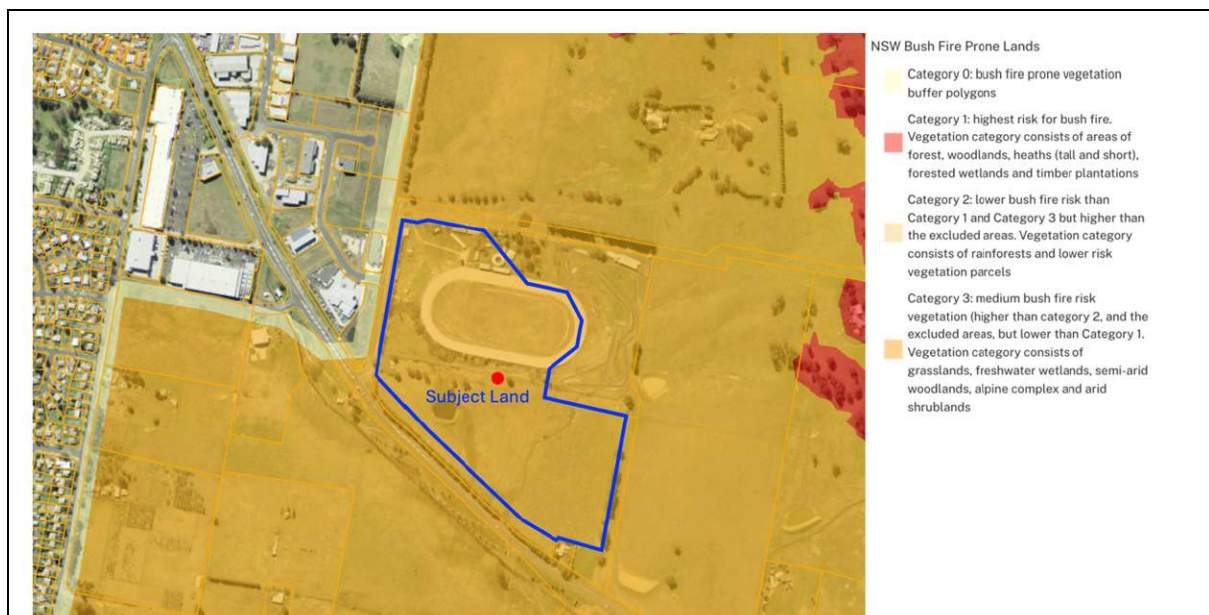 NSW Bush Fire Prone Lands
Category 0: bush fire prone vegetation
buffer polygons
Category 1: highest risk for bush fire.
Vegetation category consists of areas of
forest, woodlands, heaths (tall and short),
forested wetlands and timber plantations
Category 2: lower bush fire risk than
Category 1 and Category 3 but higher than
the excluded areas. Vegetation category
consists of rainforests and lower risk
vegetation parcels
Category 3: medium bush fire risk
vegetation (higher than category 2, and the
excluded areas, but lower than Category 1.
Vegetation category consists of
grasslands, freshwater wetlands, semi-arid
woodlands, alpine complex and arid
shrublands
Subject Land